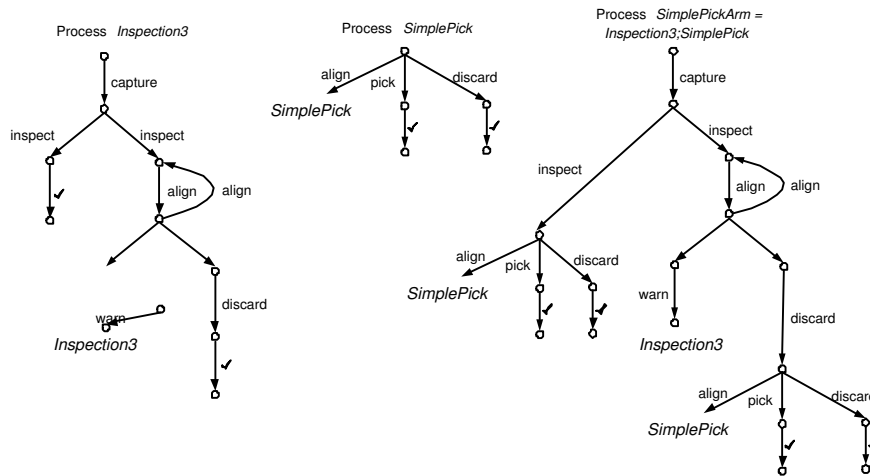 Process Inspection3
capture
inspect
inspect
✓
align
align
warn
discard
Inspection3
✓
Process SimplePick
align
pick
discard
SimplePick
✓
✓
Process SimplePickArm =
Inspection3;SimplePick
capture
inspect
inspect
align
align
align
pick
discard
SimplePick
✓
✓
warn
Inspection3
discard
align
pick
discard
SimplePick
✓
✓